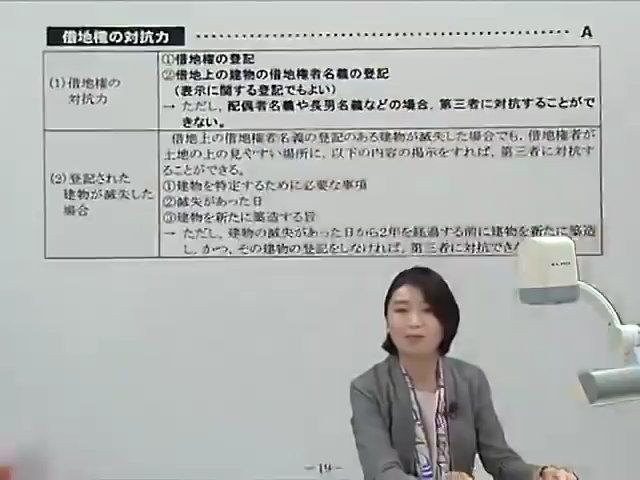 借地権の対抗力
A
(1)借地権の
対抗力
①借地権の登記
②借地上の建物の借地権者名義の登記
(表示に関する登記でもよい)
→ ただし, 配偶者名義や長男名義などの場合, 第三者に対抗することがで
きない。
(2)登記された
建物が滅失した
場合
借地上の借地権者名義の登記のある建物が滅失した場合でも, 借地権者が
土地の上の見やすい場所に, 以下の内容の掲示をすれば, 第三者に対抗す
ることができる。
①建物を特定するために必要な事項
②滅失があった日
③建物を新たに築造する旨
→ ただし, 建物の滅失があった日から2年を経過する前に建物を新たに築造
し, かつ, その建物の登記をしなければ, 第三者に対抗でき
-19-